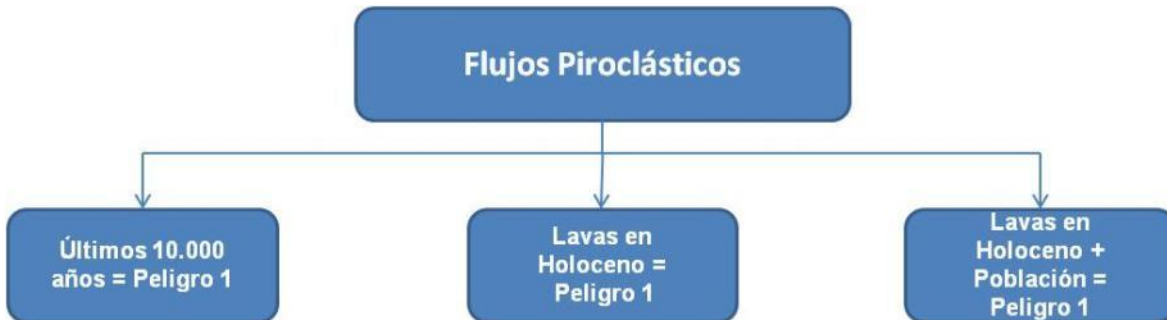 Flujos Piroclásticos
Últimos 10.000
años = Peligro 1
Lavas en
Holoceno =
Peligro 1
Lavas en
Holoceno +
Población =
Peligro 1